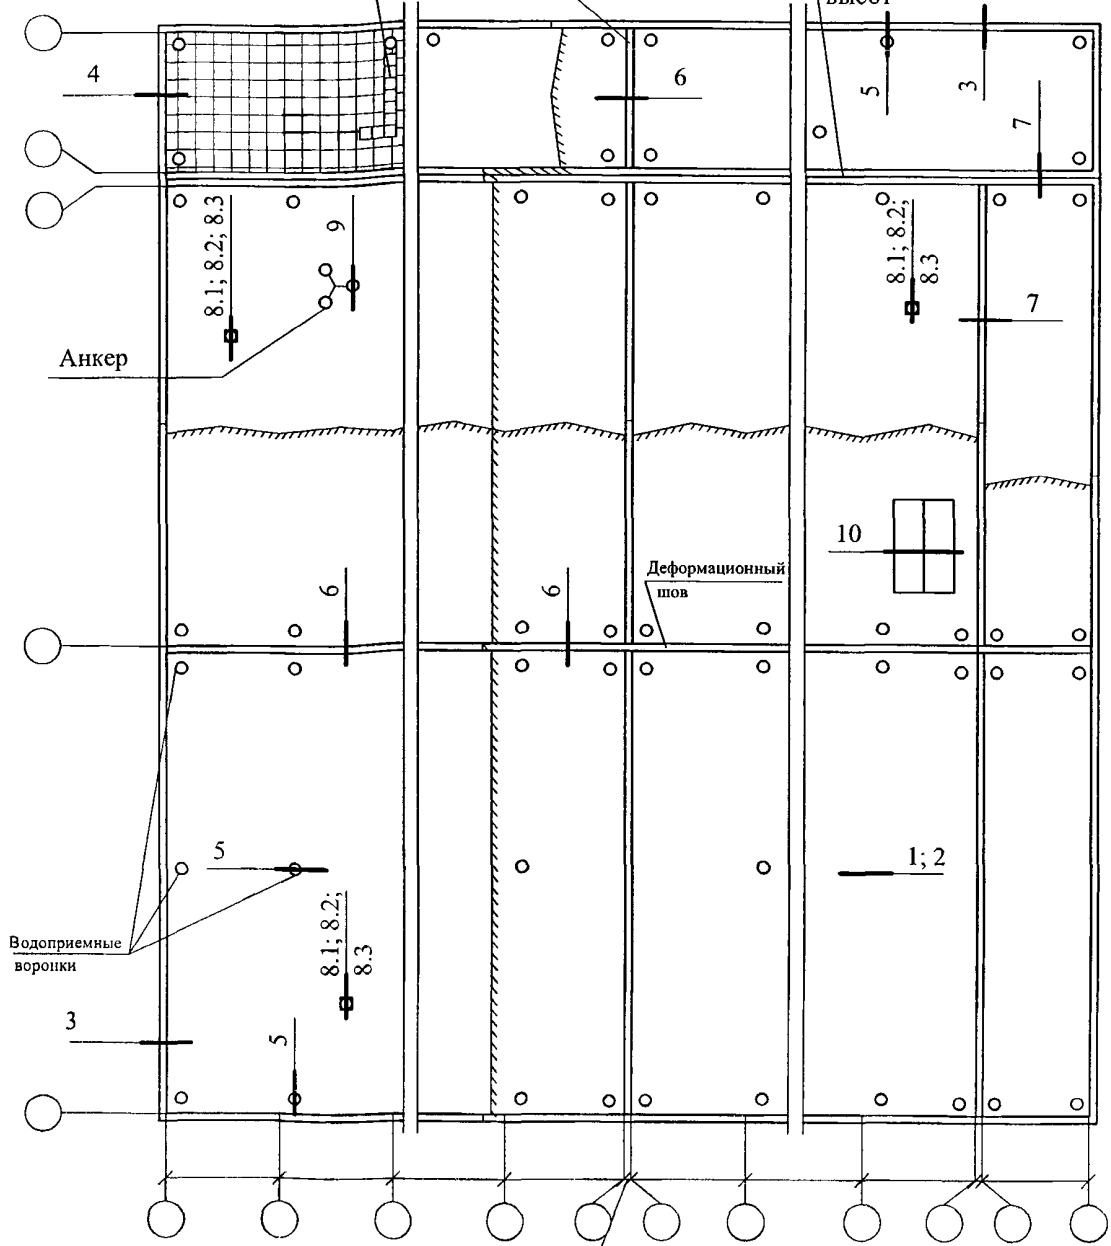 высот
4
6
5
3
7
8.1; 8.2; 8.3
9
8.1; 8.2;
8.3
7
Анкер
10
Деформационный
шов
6
6
5
1; 2
Водоприемные
воронки
8.1; 8.2;
8.3
3
5